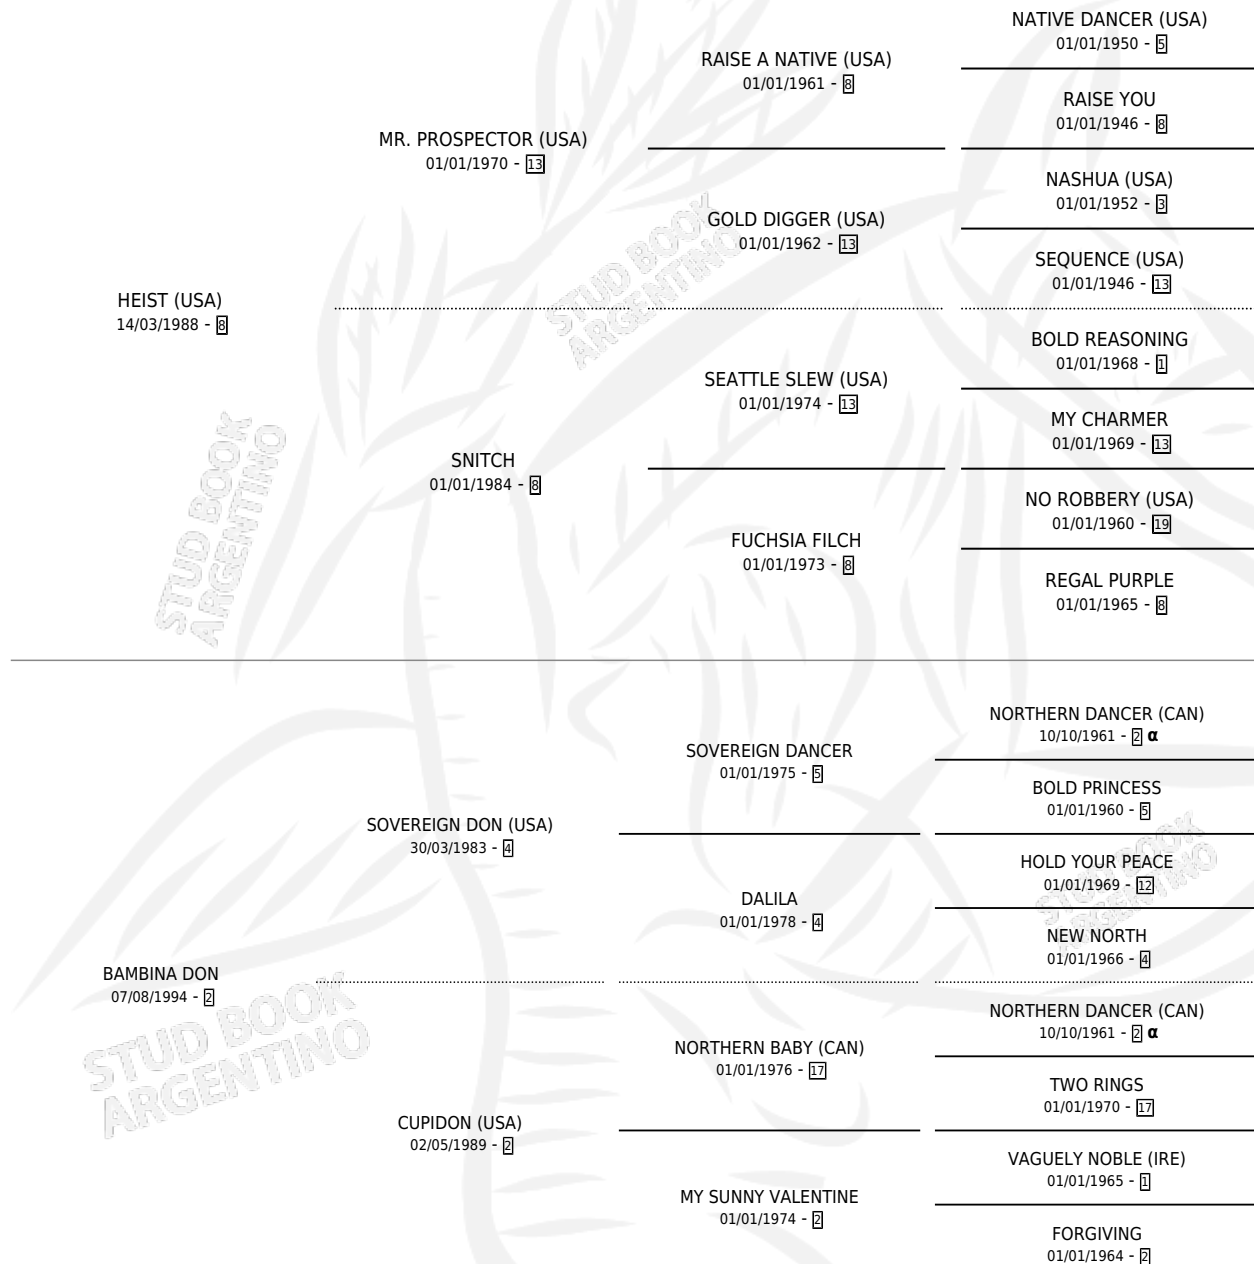 NATIVE DANCER (USA)
01/01/1950 - 5
RAISE A NATIVE (USA)
01/01/1961 - 8
RAISE YOU
01/01/1946 - 8
MR. PROSPECTOR (USA)
01/01/1970 - 13
NASHUA (USA)
01/01/1952 - 3
GOLD DIGGER (USA)
01/01/1962 - 13
SEQUENCE (USA)
01/01/1946 - 13
HEIST (USA)
14/03/1988 - 8
BOLD REASONING
01/01/1968 - 1
SEATTLE SLEW (USA)
01/01/1974 - 13
MY CHARMER
01/01/1969 - 13
SNITCH
01/01/1984 - 8
NO ROBBERY (USA)
01/01/1960 - 19
FUCHSIA FILCH
01/01/1973 - 8
REGAL PURPLE
01/01/1965 - 8
NORTHERN DANCER (CAN)
10/10/1961 - 2 α
SOVEREIGN DANCER
01/01/1975 - 5
BOLD PRINCESS
01/01/1960 - 5
SOVEREIGN DON (USA)
30/03/1983 - 4
HOLD YOUR PEACE
01/01/1969 - 12
DALILA
01/01/1978 - 4
NEW NORTH
01/01/1966 - 4
BAMBINA DON
07/08/1994 - 2
NORTHERN DANCER (CAN)
10/10/1961 - 2 α
NORTHERN BABY (CAN)
01/01/1976 - 17
TWO RINGS
01/01/1970 - 17
CUPIDON (USA)
02/05/1989 - 2
VAGUELY NOBLE (IRE)
01/01/1965 - 1
MY SUNNY VALENTINE
01/01/1974 - 2
FORGIVING
01/01/1964 - 2
STUD BOOK
ARGENTINO
STUD BOOK
ARGENTINO
STUD BOOK
ARGENTINO
STUD BOOK
ARGENTINO